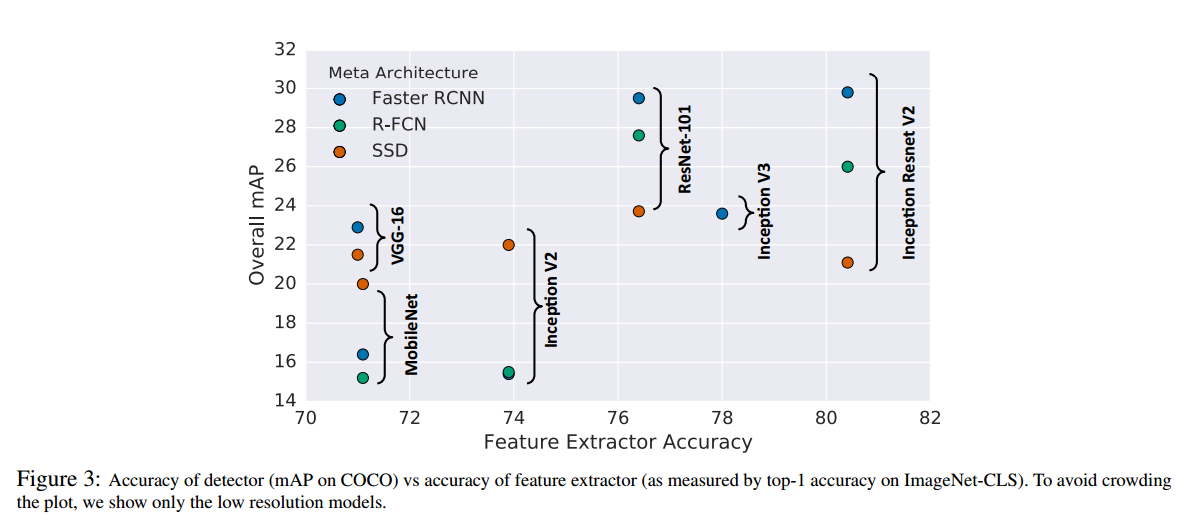 32
30
28
26
24
22
20
18
16
14
Overall mAP
Meta Architecture
Faster RCNN
R-FCN
SSD
VGG-16
MobileNet
Inception V2
ResNet-101
Inception V3
Inception Resnet V2
70 72 74 76 78 80 82
Feature Extractor Accuracy
Figure 3: Accuracy of detector (mAP on COCO) vs accuracy of feature extractor (as measured by top-1 accuracy on ImageNet-CLS). To avoid crowding
the plot, we show only the low resolution models.